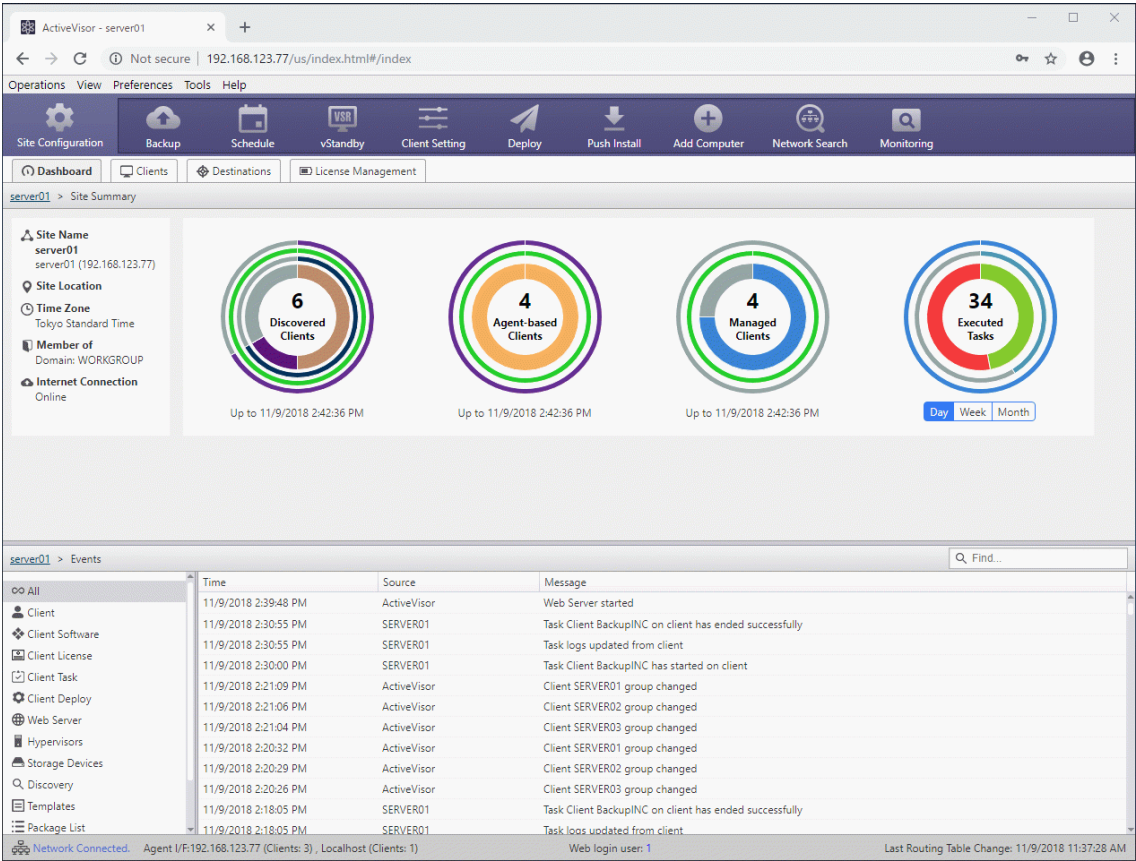 ActiveVisor - server01
Not secure 192.168.123.77/us/index.html#/index
Operations View Preferences Tools Help
Site Configuration Backup Schedule VSR vStandby Client Setting Deploy Push Install Add Computer Network Search Monitoring
Dashboard Clients Destinations License Management
server01 > Site Summary
Site Name
server01
server01 (192.168.123.77)
Site Location
Time Zone
Tokyo Standard Time
Member of
Domain: WORKGROUP
Internet Connection
Online
6
Discovered
Clients
Up to 11/9/2018 2:42:36 PM
4
Agent-based
Clients
Up to 11/9/2018 2:42:36 PM
4
Managed
Clients
Up to 11/9/2018 2:42:36 PM
34
Executed
Tasks
Day Week Month
server01 > Events
Find...
All
Client
Client Software
Client License
Client Task
Client Deploy
Web Server
Hypervisors
Storage Devices
Discovery
Templates
Package List
Time Source Message
11/9/2018 2:39:48 PM ActiveVisor Web Server started
11/9/2018 2:30:55 PM SERVER01 Task Client BackupINC on client has ended successfully
11/9/2018 2:30:55 PM SERVER01 Task logs updated from client
11/9/2018 2:30:00 PM SERVER01 Task Client BackupINC has started on client
11/9/2018 2:21:09 PM ActiveVisor Client SERVER01 group changed
11/9/2018 2:21:06 PM ActiveVisor Client SERVER02 group changed
11/9/2018 2:21:04 PM ActiveVisor Client SERVER03 group changed
11/9/2018 2:20:32 PM ActiveVisor Client SERVER01 group changed
11/9/2018 2:20:29 PM ActiveVisor Client SERVER02 group changed
11/9/2018 2:20:26 PM ActiveVisor Client SERVER03 group changed
11/9/2018 2:18:05 PM SERVER01 Task Client BackupINC on client has ended successfully
11/9/2018 2:18:05 PM SERVER01 Task logs updated from client
Network Connected. Agent I/F:192.168.123.77 (Clients: 3) , Localhost (Clients: 1) Web login user: 1 Last Routing Table Change: 11/9/2018 11:37:28 AM